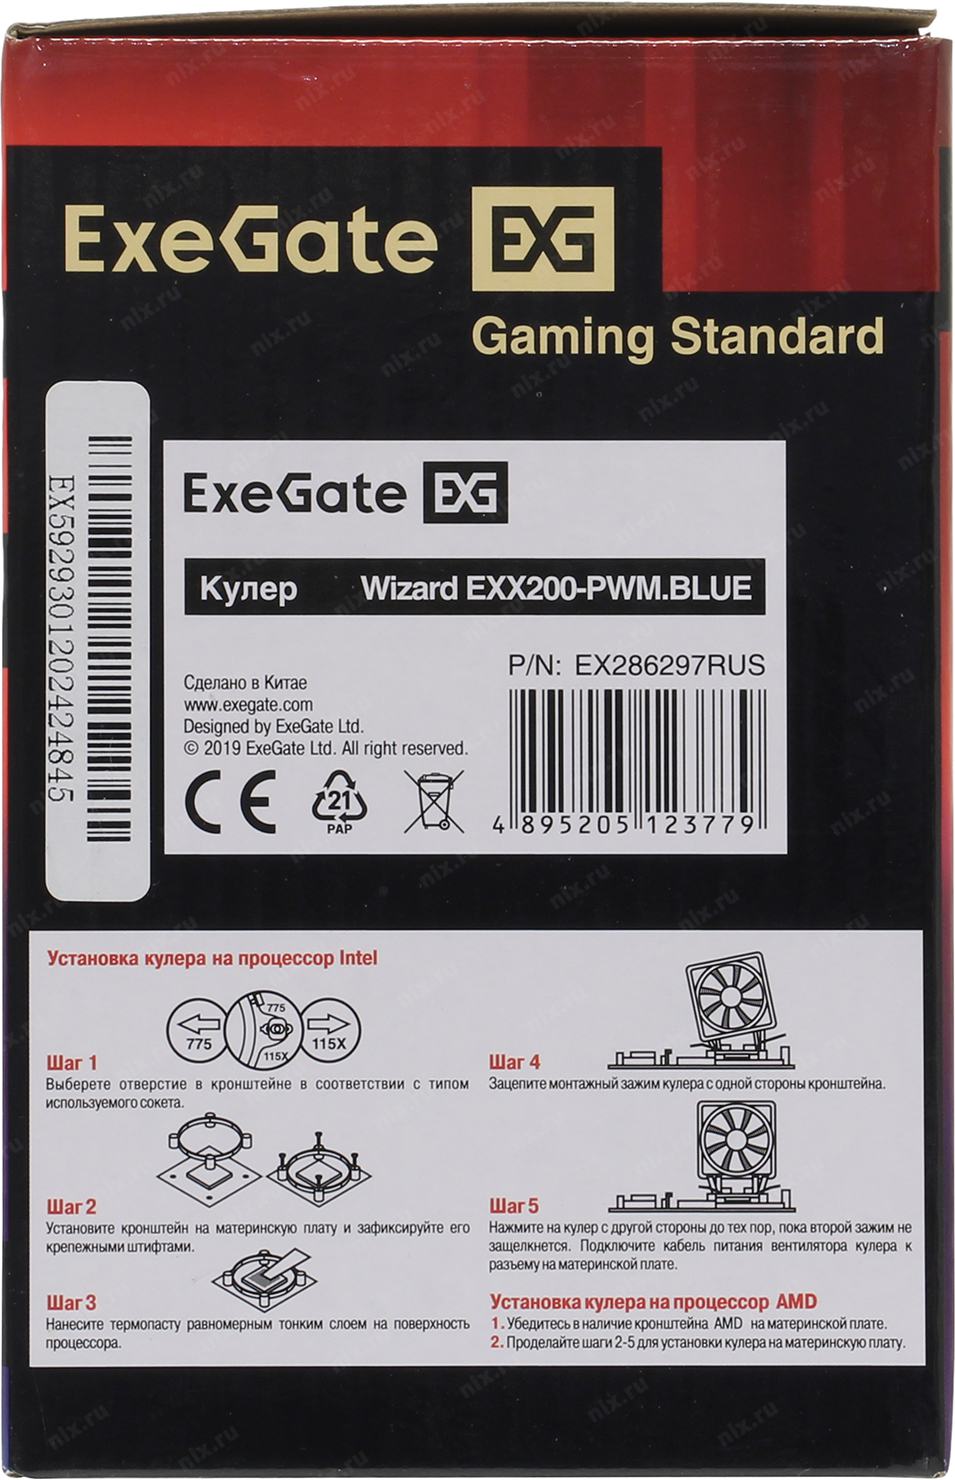 ExeGate EXG
Gaming Standard
EX5929301202424845
ExeGate EXG
Кулер Wizard EXX200-PWM.BLUE
P/N: EX286297RUS
Сделано в Китае
www.exegate.com
Designed by ExeGate Ltd.
© 2019 ExeGate Ltd. All right reserved.
CE
21
PAP
4 895205 123779
Установка кулера на процессор Intel
775
775
115X
115X
Шаг 1
Выберете отверстие в кронштейне в соответствии с типом
используемого сокета.
Шаг 2
Установите кронштейн на материнскую плату и зафиксируйте его
крепежными штифтами.
Шаг 3
Нанесите термопасту равномерным тонким слоем на поверхность
процессора.
Шаг 4
Зацепите монтажный зажим кулера с одной стороны кронштейна.
Шаг 5
Нажмите на кулер с другой стороны до тех пор, пока второй зажим не
защелкнется. Подключите кабель питания вентилятора кулера к
разъему на материнской плате.
Установка кулера на процессор AMD
1. Убедитесь в наличие кронштейна AMD на материнской плате.
2. Проделайте шаги 2-5 для установки кулера на материнскую плату.
nix.ru